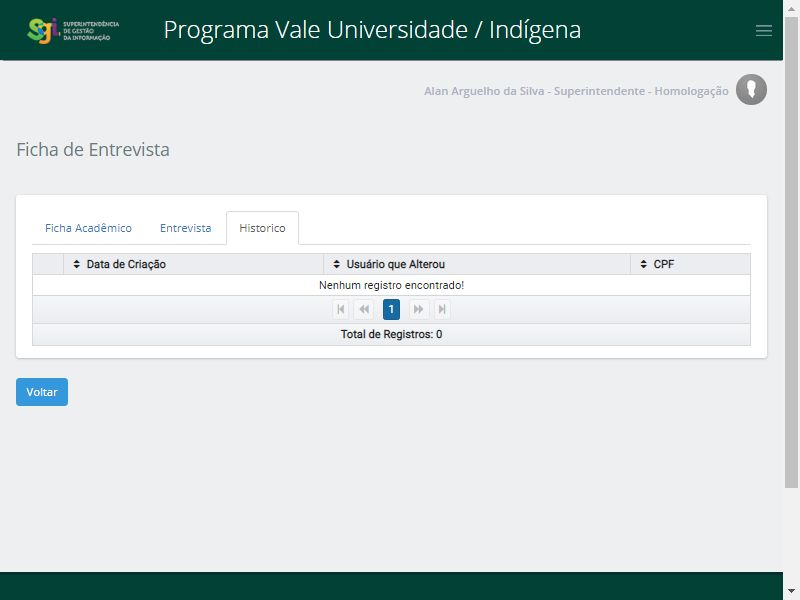 Sgi SUPERINTENDÊNCIA
DE GESTÃO
DA INFORMAÇÃO
Programa Vale Universidade / Indígena
Alan Arguelho da Silva - Superintendente - Homologação
Ficha de Entrevista
Ficha Acadêmico Entrevista Historico
Data de Criação Usuário que Alterou CPF
Nenhum registro encontrado!
1
Total de Registros: 0
Voltar